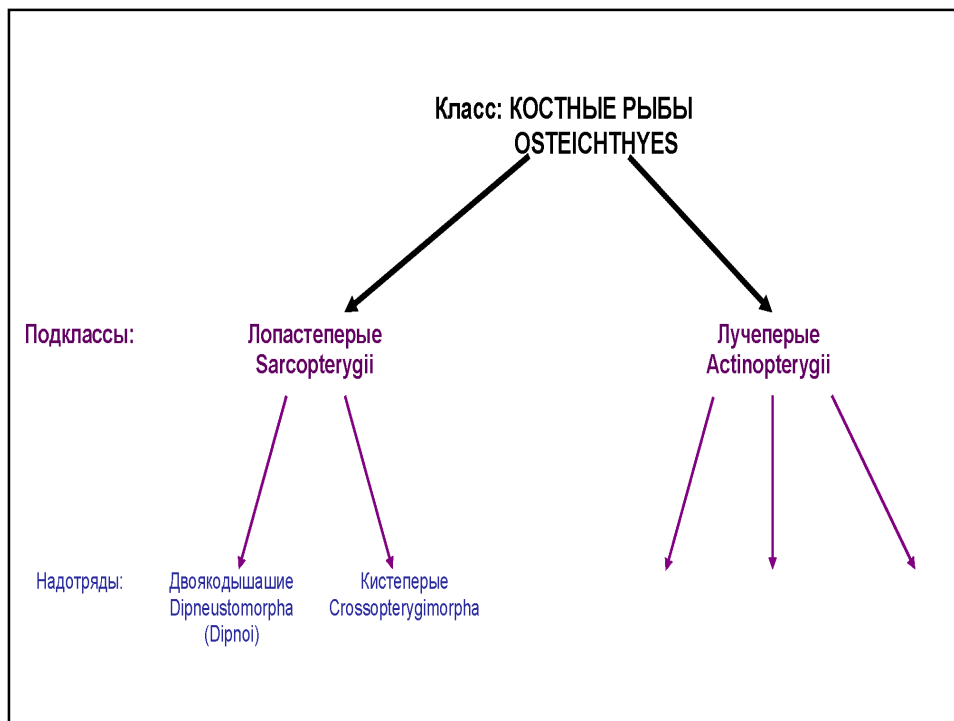 Класс: КОСТНЫЕ РЫБЫ
OSTEICHTHYES
Подклассы:
Лопастеперые
Sarcopterygii
Лучеперые
Actinopterygii
Надотряды:
Двоякодышашие
Dipneustomorpha
(Dipnoi)
Кистеперые
Crossopterygimorpha